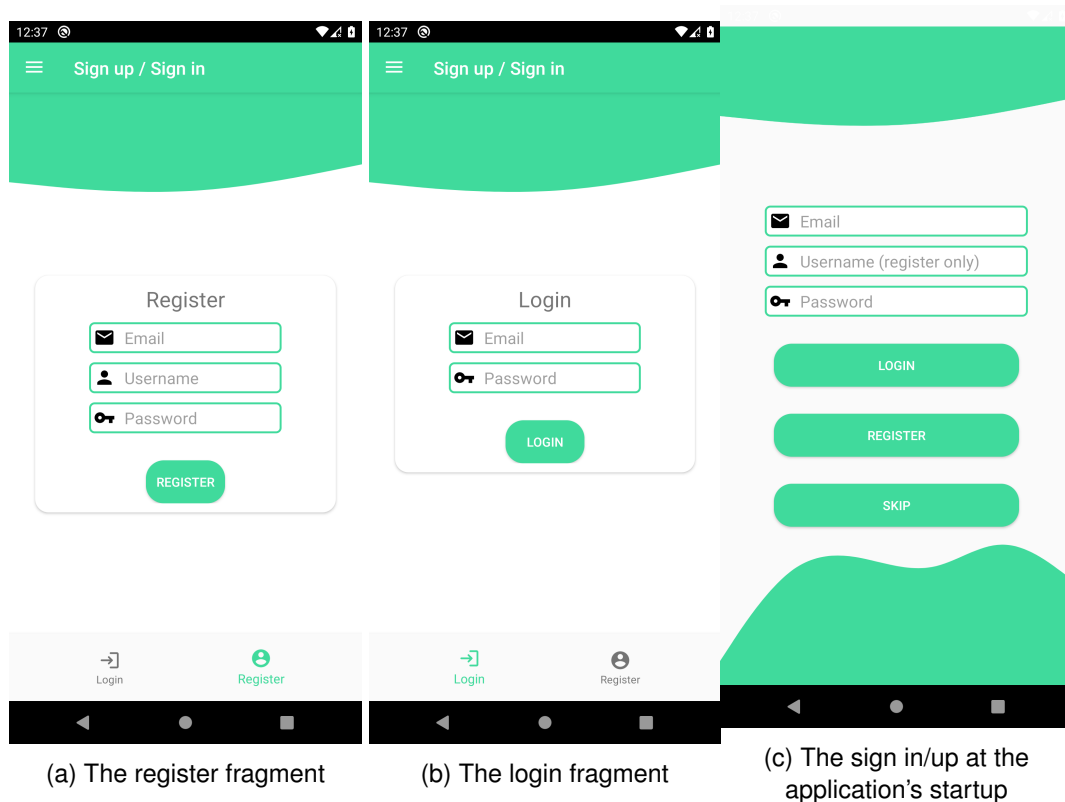 12:37
Sign up / Sign in
Register
Email
Username
Password
REGISTER
Login
Register
(a) The register fragment
12:37
Sign up / Sign in
Login
Email
Password
LOGIN
Login
Register
(b) The login fragment
Email
Username (register only)
Password
LOGIN
REGISTER
SKIP
(c) The sign in/up at the
application's startup